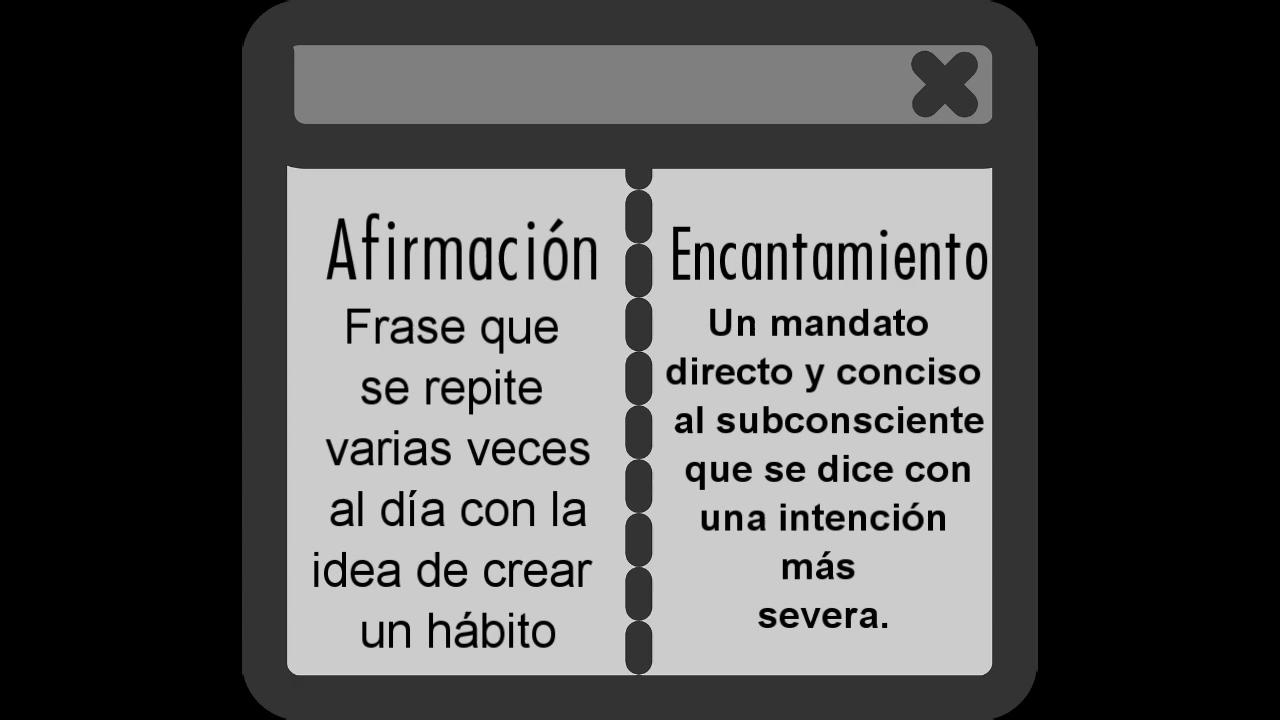 Afirmación
Frase que
se repite
varias veces
al día con la
idea de crear
un hábito
Encantamiento
Un mandato
directo y conciso
al subconsciente
que se dice con
una intención
más
severa.